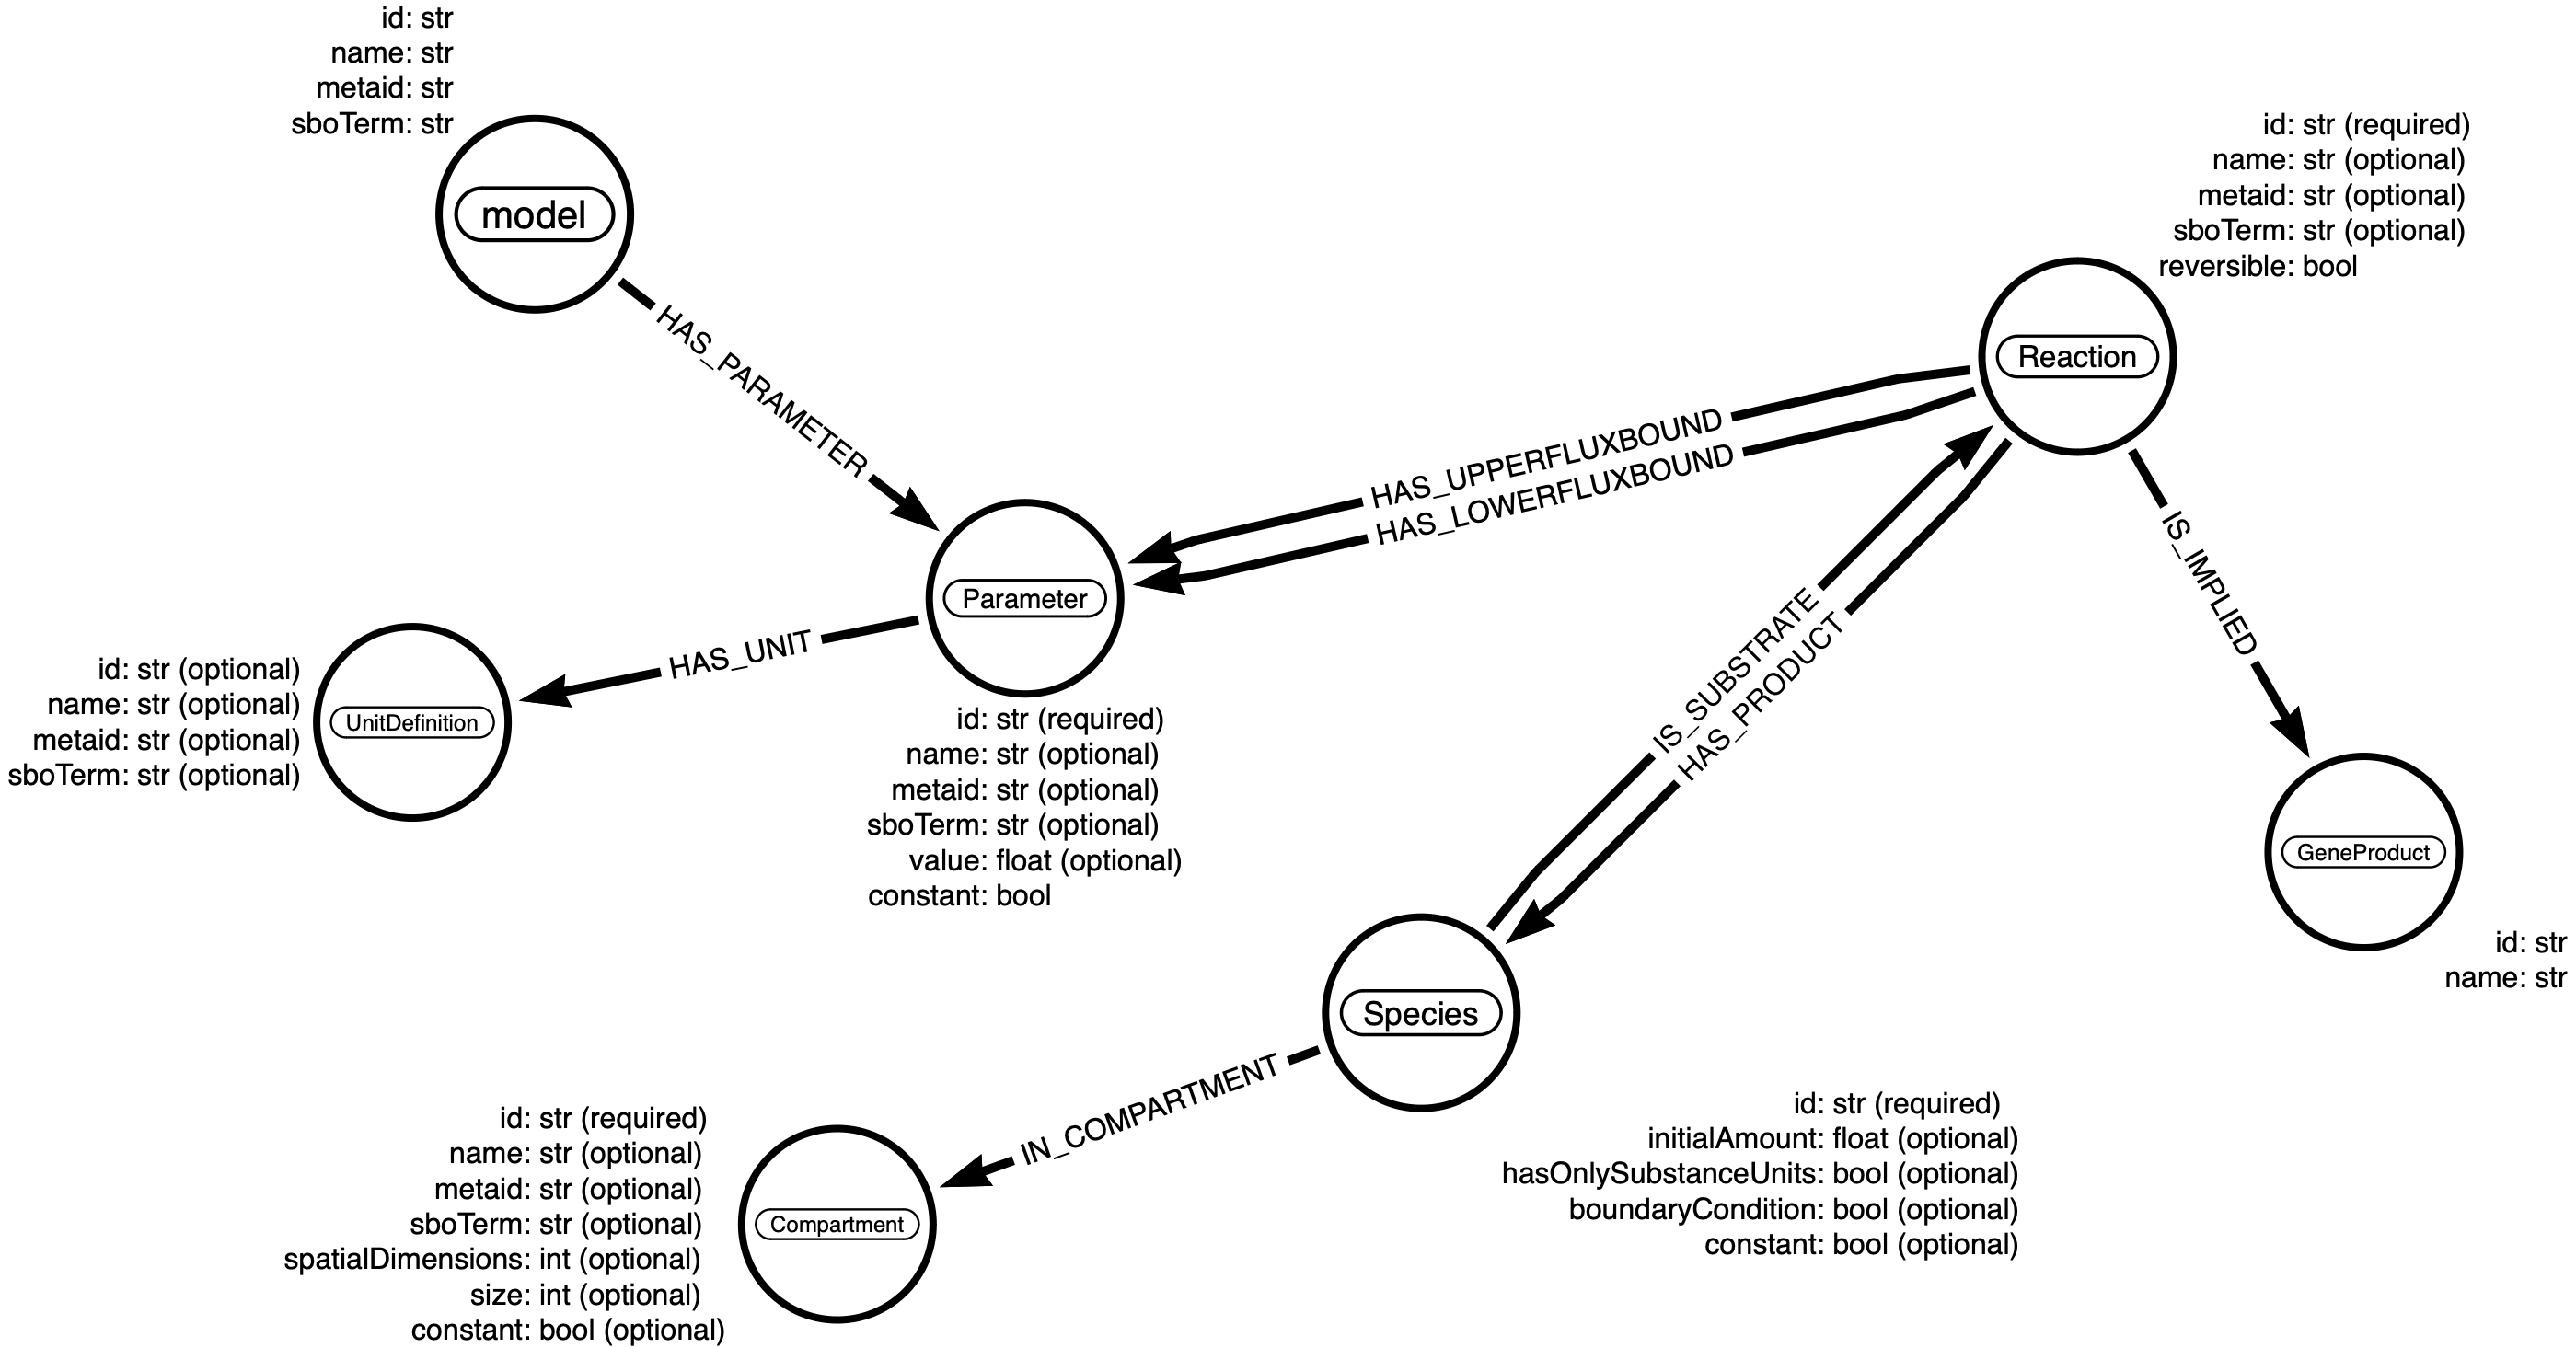 id: str
name: str
metaid: str
sboTerm: str
model
HAS_PARAMETER
id: str (required)
name: str (optional)
metaid: str (optional)
sboTerm: str (optional)
reversible: bool
Reaction
HAS_UPPERFLUXBOUND
HAS_LOWERFLUXBOUND
IS_IMPLIED
Parameter
HAS_UNIT
id: str (optional)
name: str (optional)
metaid: str (optional)
sboTerm: str (optional)
UnitDefinition
id: str (required)
name: str (optional)
metaid: str (optional)
sboTerm: str (optional)
value: float (optional)
constant: bool
IS_SUBSTRATE
HAS_PRODUCT
GeneProduct
id: str
name: str
Species
IN_COMPARTMENT
id: str (required)
initialAmount: float (optional)
hasOnlySubstanceUnits: bool (optional)
boundaryCondition: bool (optional)
constant: bool (optional)
id: str (required)
name: str (optional)
metaid: str (optional)
sboTerm: str (optional)
spatialDimensions: int (optional)
size: int (optional)
constant: bool (optional)
Compartment